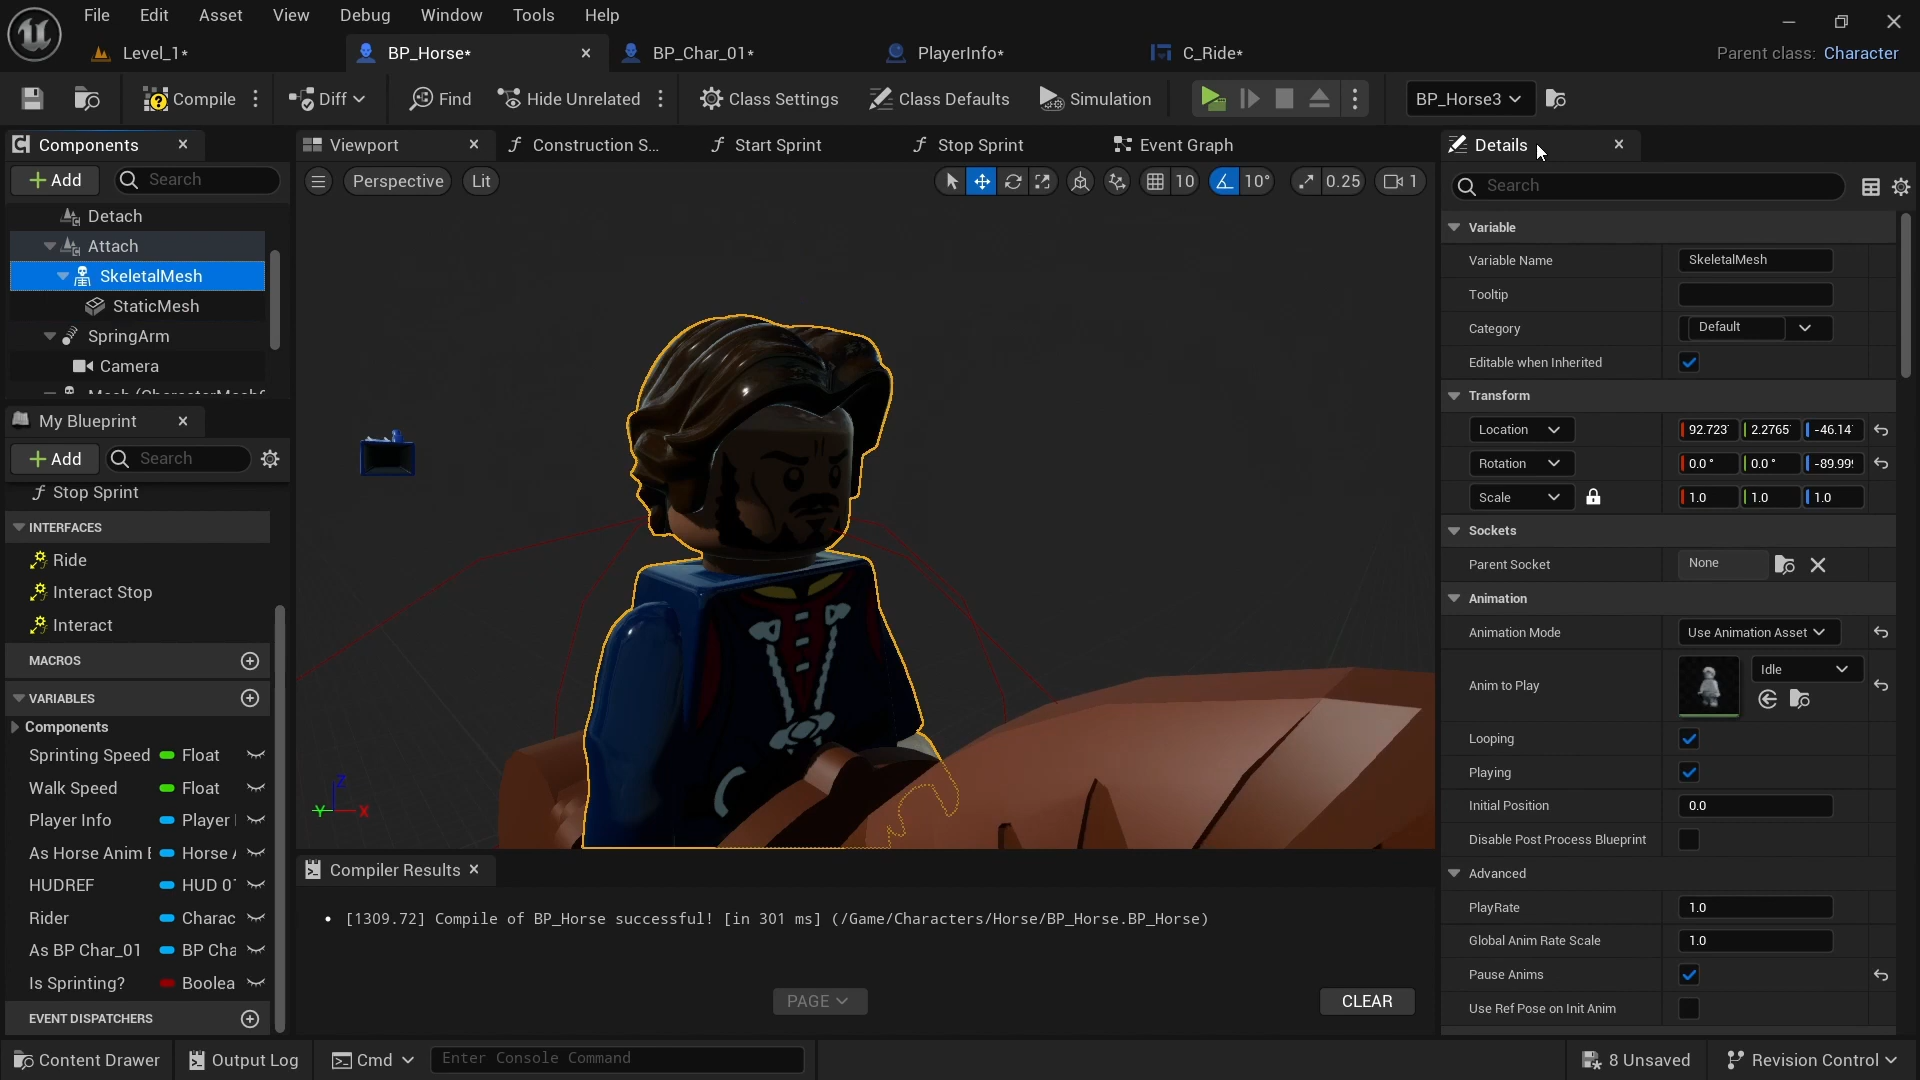 File Edit Asset View Debug Window Tools Help
Level_1* BP_Horse* BP_Char_01* PlayerInfo* C_Ride* Parent class: Character
Compile Diff Find Hide Unrelated Class Settings Class Defaults Simulation BP_Horse3
Components
Add Search
Detach
Attach
SkeletalMesh
StaticMesh
SpringArm
Camera
My Blueprint
Add Search
Stop Sprint
INTERFACES
Ride
Interact Stop
Interact
MACROS
VARIABLES
Components
Sprinting Speed Float
Walk Speed Float
Player Info Player
As Horse Anim Horse
HUDREF HUD 0
Rider Charac
As BP Char_01 BP Cha
Is Sprinting? Boolea
EVENT DISPATCHERS
Viewport Construction S... Start Sprint Stop Sprint Event Graph
Perspective Lit 10 10° 0.25 1
Z
Y X
Compiler Results
• [1309.72] Compile of BP_Horse successful! [in 301 ms] (/Game/Characters/Horse/BP_Horse.BP_Horse)
PAGE CLEAR
Details
Search
Variable
Variable Name SkeletalMesh
Tooltip
Category Default
Editable when Inherited
Transform
Location 92.723 2.2765 -46.14
Rotation 0.0° 0.0° -89.99
Scale 1.0 1.0 1.0
Sockets
Parent Socket None
Animation
Animation Mode Use Animation Asset
Anim to Play Idle
Looping
Playing
Initial Position 0.0
Disable Post Process Blueprint
Advanced
PlayRate 1.0
Global Anim Rate Scale 1.0
Pause Anims
Use Ref Pose on Init Anim
Content Drawer Output Log Cmd Enter Console Command 8 Unsaved Revision Control